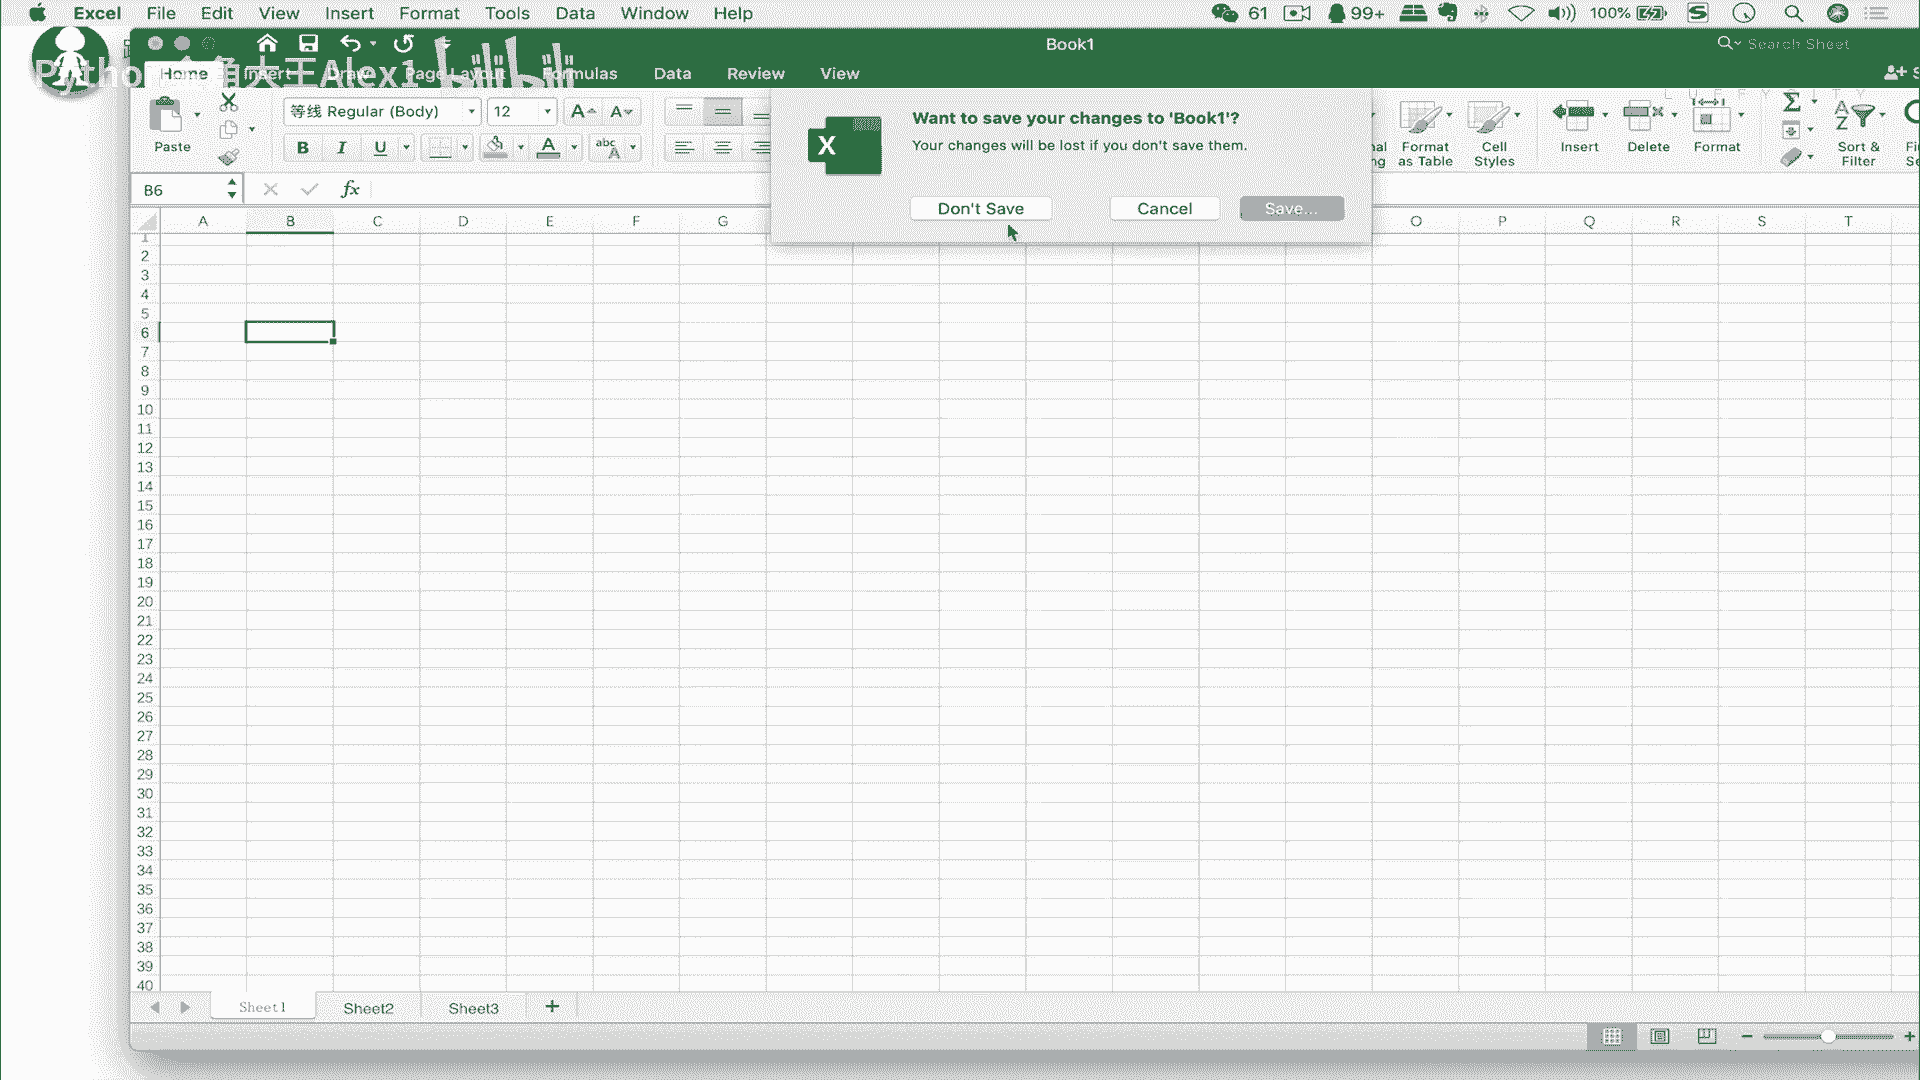 Excel File Edit View Insert Format Tools Data Window Help 61 99+ 100%
Book1 Search Sheet
Home Insert Draw Page Layout Formulas Data Review View
Python 角大王Alex1 bilibili
L U F F Y C I T Y
等线 Regular (Body) 12
Paste
B I U A abc A
Format as Table
Cell Styles
Insert Delete Format
Sort & Filter
Want to save your changes to 'Book1'?
Your changes will be lost if you don't save them.
Don't Save Cancel Save...
B6 fx
A B C D E F G O P Q R S T
1
2
3
4
5
6
7
8
9
10
11
12
13
14
15
16
17
18
19
20
21
22
23
24
25
26
27
28
29
30
31
32
33
34
35
36
37
38
39
40
Sheet1 Sheet2 Sheet3 +